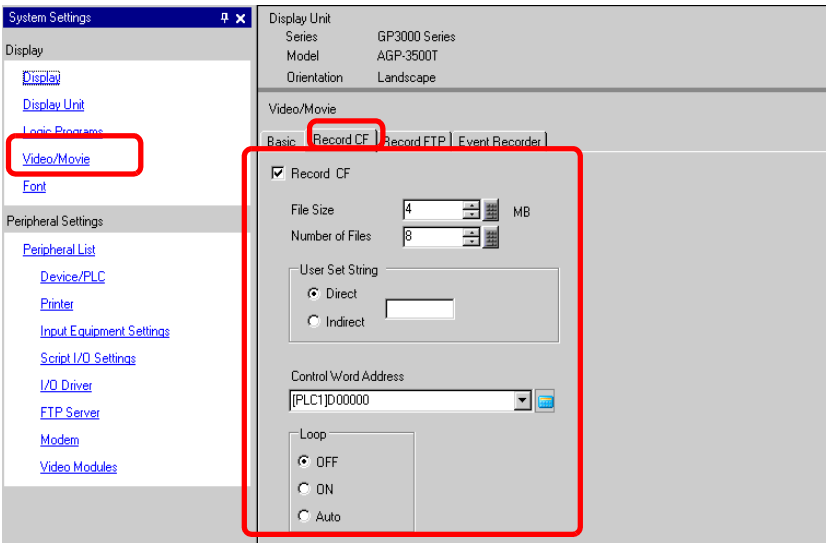 System Settings
Display
Display
Display Unit
Logic Programs
Video/Movie
Font
Peripheral Settings
Peripheral List
Device/PLC
Printer
Input Equipment Settings
Script I/O Settings
I/O Driver
FTP Server
Modem
Video Modules
Display Unit
Series GP3000 Series
Model AGP-3500T
Orientation Landscape
Video/Movie
Basic Record CF Record FTP Event Recorder
Record CF
File Size 4 MB
Number of Files 8
User Set String
Direct
Indirect
Control Word Address
[PLC1]D00000
Loop
OFF
ON
Auto